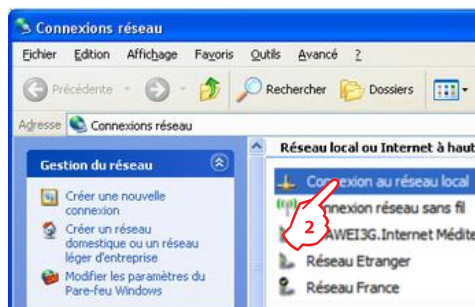 Connexions réseau
Fichier Edition Affichage Favoris Outils Avancé ?
Précédente Rechercher Dossiers
Adresse Connexions réseau
Réseau local ou Internet à haut
Gestion du réseau
Connexion au réseau local
Créer une nouvelle
connexion
nnexion réseau sans fil
2
Créer un réseau
domestique ou un réseau
léger d'entreprise
AWEI3G.Internet Médite
Réseau Etranger
Modifier les paramètres du
Pare-feu Windows
Réseau France